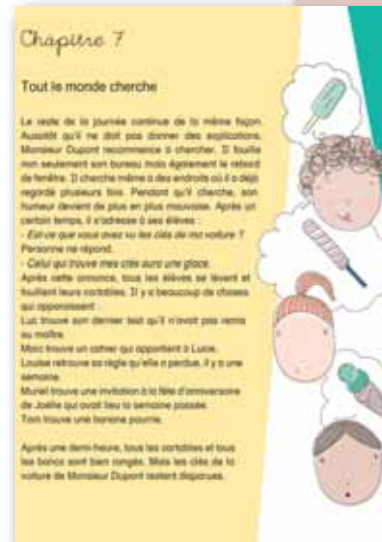 Chapitre 7
Tout le monde cherche
Le reste de la journée continue de la même façon.
Aussitôt qu'il ne doit pas donner des explications,
Monsieur Dupont recommence à chercher. Il fouille
non seulement son bureau mais également le rebord
de fenêtre. Il cherche même à des endroits où il a déjà
regardé plusieurs fois. Pendant qu'il cherche, son
humeur devient de plus en plus mauvaise. Après un
certain temps, il s'adresse à ses élèves :
- Est-ce que vous avez vu les clés de ma voiture ?
Personne ne répond.
- Celui qui trouve mes clés aura une glace.
Après cette annonce, tous les élèves se lèvent et
fouillent leurs cartables. Il y a beaucoup de choses
qui apparaissent :
Luc trouve son dernier test qu'il n'avait pas remis
au maître.
Marc trouve un cahier qui appartient à Lucie.
Louise retrouve sa règle qu'elle a perdue, il y a une
semaine.
Muriel trouve une invitation à la fête d'anniversaire
de Joëlle qui avait lieu la semaine passée.
Tom trouve une banane pourrie.
Après une demi-heure, tous les cartables et tous
les bancs sont bien rangés. Mais les clés de la
voiture de Monsieur Dupont restent disparues.